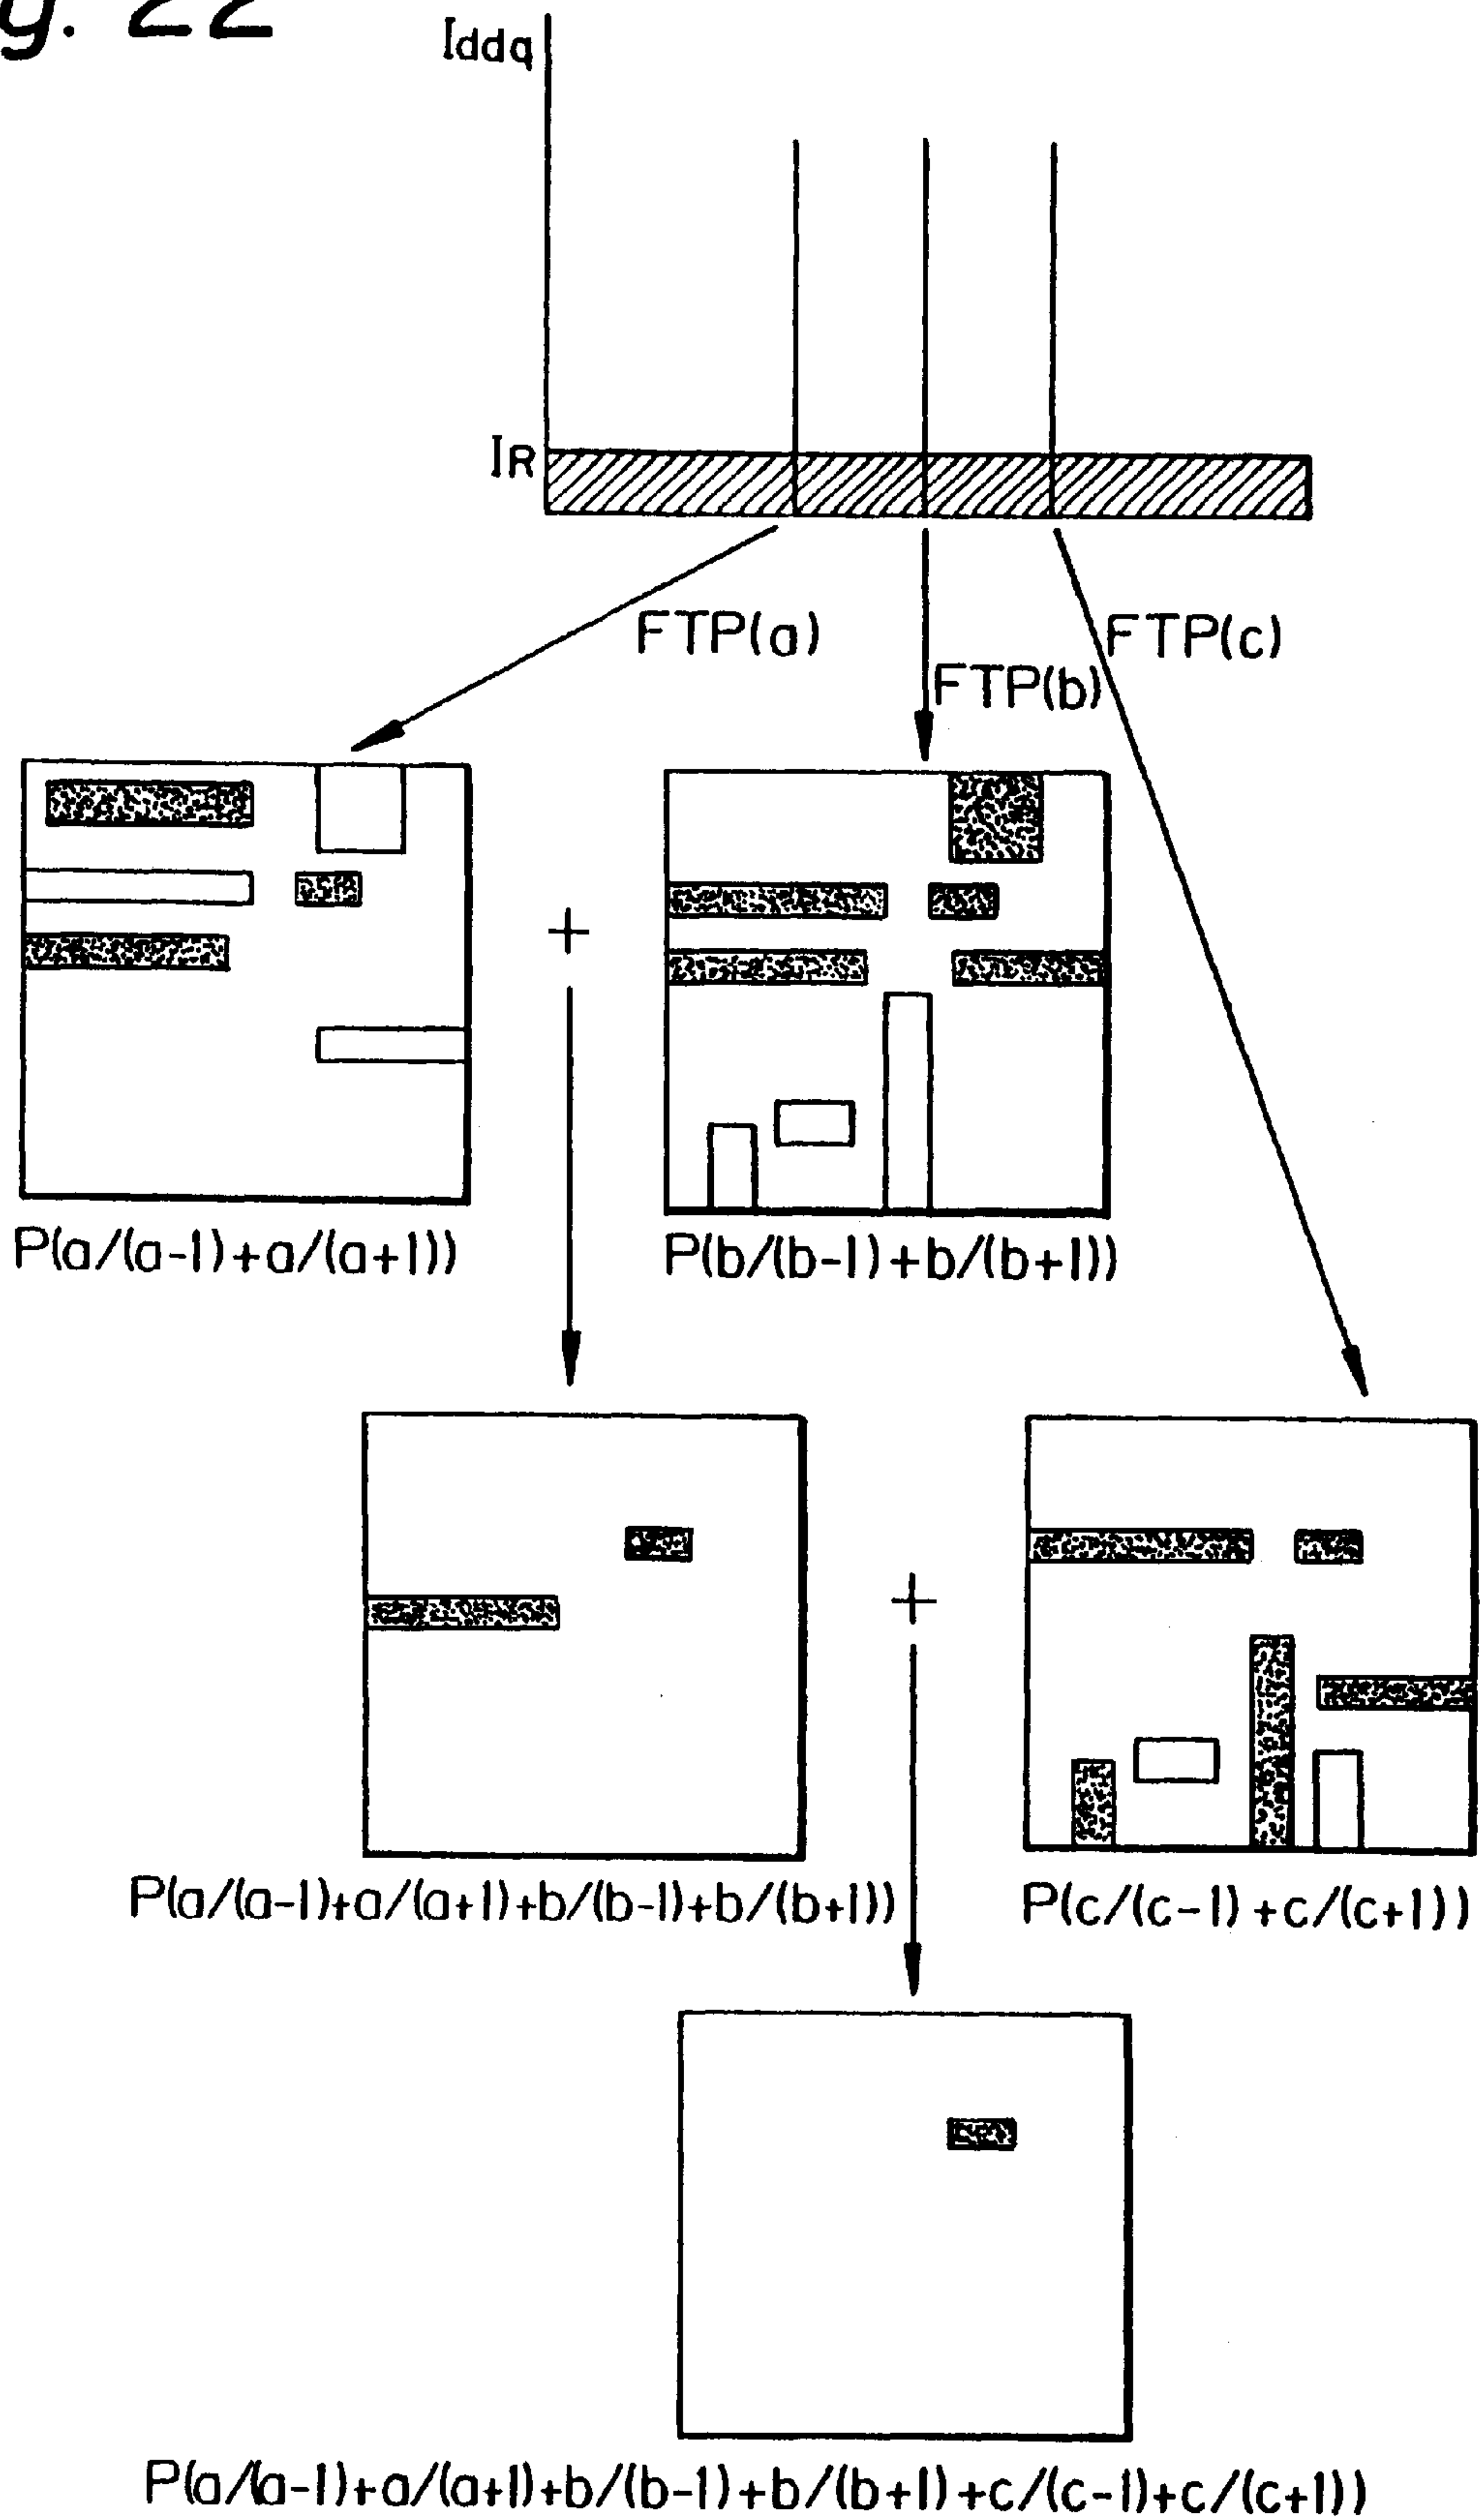 g. 22
Iddq
IR
FTP(a)
FTP(c)
FTP(b)
+
P(a/(a-1)+a/(a+1))
P(b/(b-1)+b/(b+1))
+
P(a/(a-1)+a/(a+1)+b/(b-1)+b/(b+1))
P(c/(c-1)+c/(c+1))
P(a/(a-1)+a/(a+1)+b/(b-1)+b/(b+1)+c/(c-1)+c/(c+1))